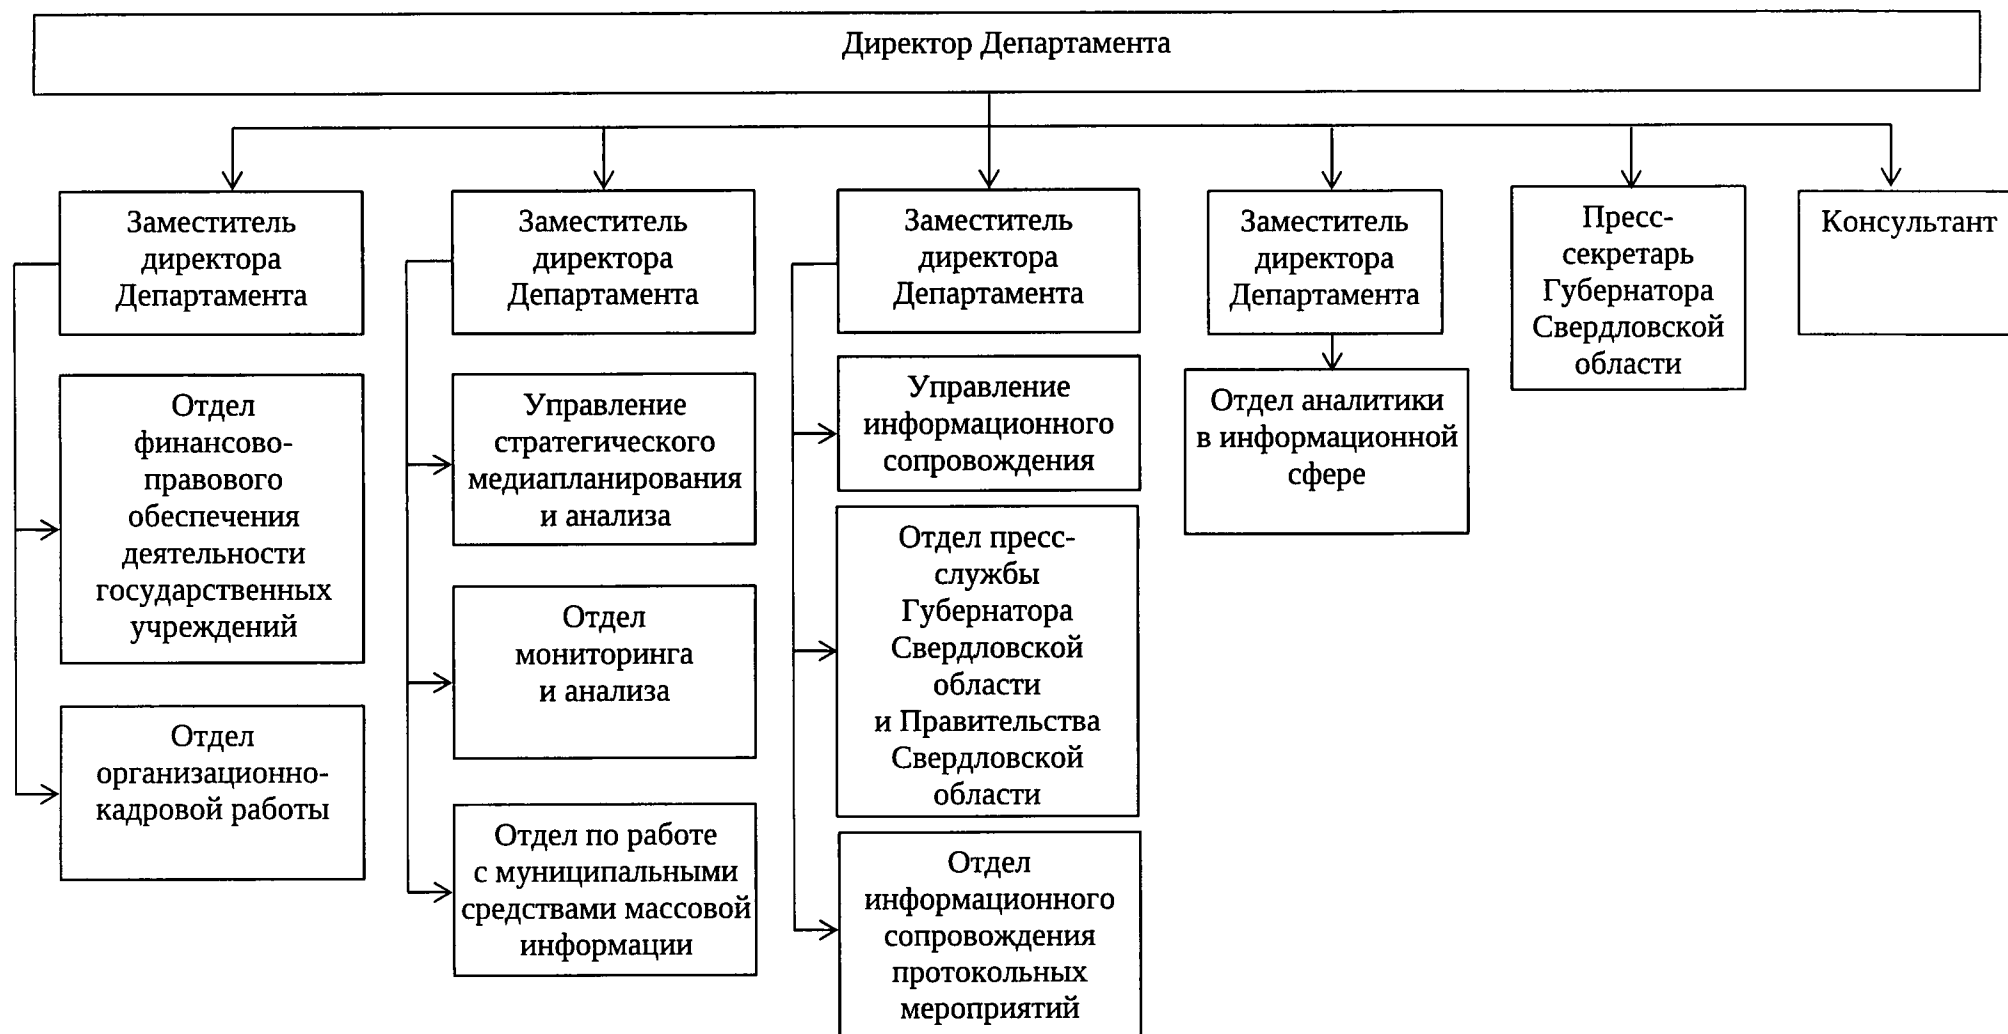 Директор Департамента
Заместитель
директора
Департамента
Отдел
финансово-
правового
обеспечения
деятельности
государственных
учреждений
Отдел
организационно-
кадровой работы
Заместитель
директора
Департамента
Управление
стратегического
медиапланирования
и анализа
Отдел
мониторинга
и анализа
Отдел по работе
с муниципальными
средствами массовой
информации
Заместитель
директора
Департамента
Управление
информационного
сопровождения
Отдел пресс-
службы
Губернатора
Свердловской
области
и Правительства
Свердловской
области
Отдел
информационного
сопровождения
протокольных
мероприятий
Заместитель
директора
Департамента
Отдел аналитики
в информационной
сфере
Пресс-
секретарь
Губернатора
Свердловской
области
Консультант